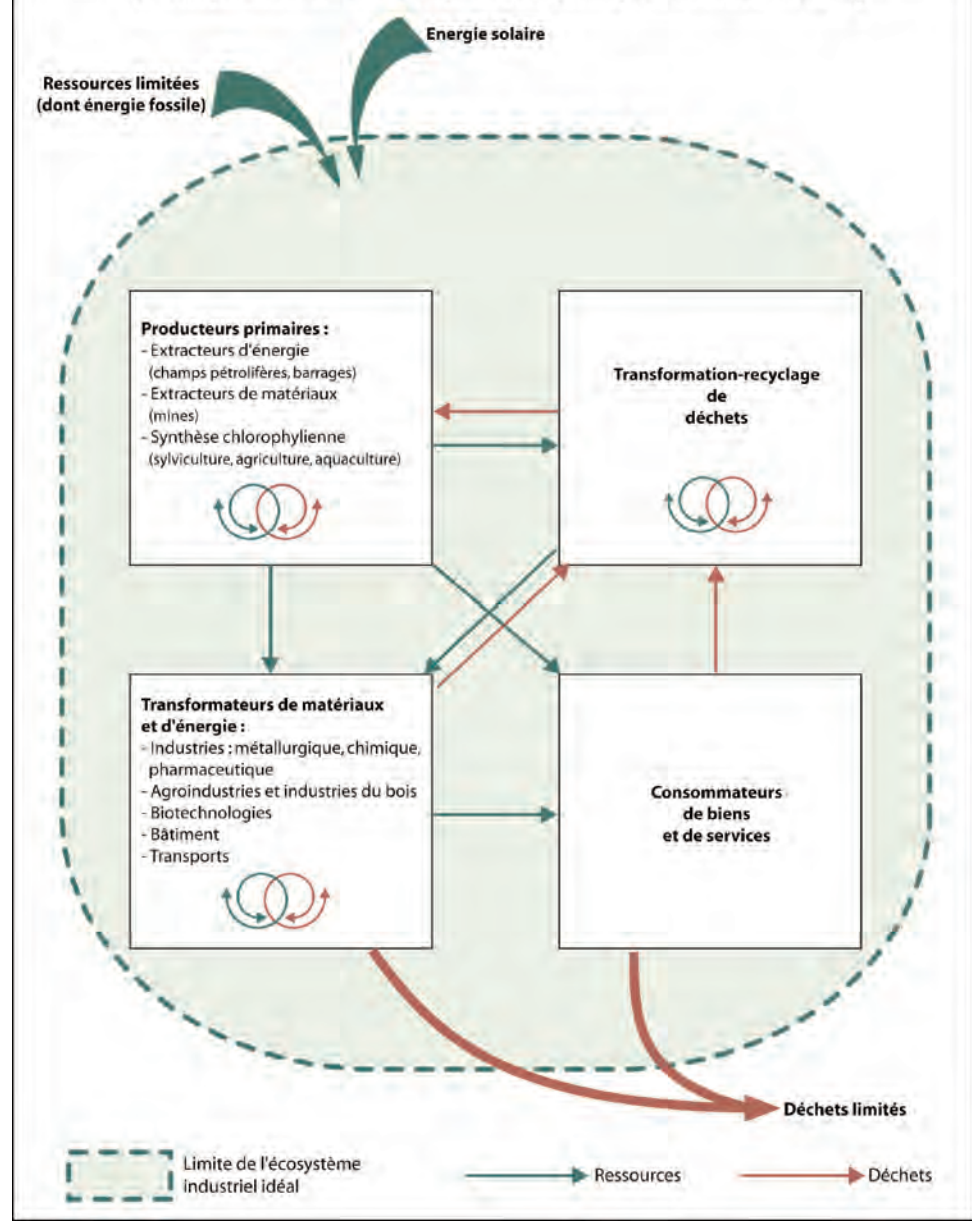 Energie solaire
Ressources limitées
(dont énergie fossile)
Producteurs primaires :
- Extracteurs d'énergie
(champs pétrolifères, barrages)
- Extracteurs de matériaux
(mines)
- Synthèse chlorophylienne
(sylviculture, agriculture, aquaculture)
Transformation-recyclage
de
déchets
Transformateurs de matériaux
et d'énergie :
- Industries : métallurgique, chimique,
pharmaceutique
- Agroindustries et industries du bois
- Biotechnologies
- Bâtiment
- Transports
Consommateurs
de biens
et de services
Déchets limités
Limite de l'écosystème
industriel idéal
Ressources
Déchets